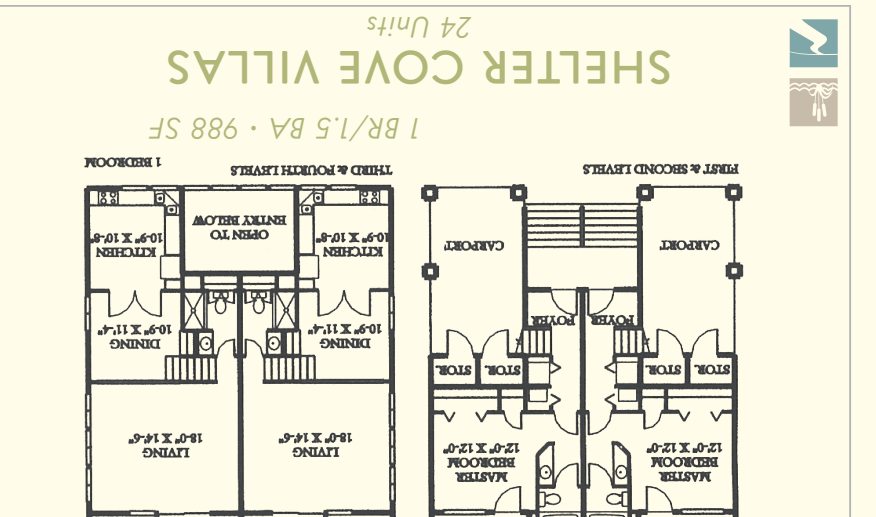 24 Units
SHELTER COVE VILLAS
1 BR/1.5 BA • 988 SF
FIRST & SECOND LEVELS
CARPORT
CARPORT
FOYER
FOYER
STOR.
STOR.
STOR.
STOR.
MASTER
BEDROOM
12'-0" X 12'-0"
MASTER
BEDROOM
12'-0" X 12'-0"
THIRD & FOURTH LEVELS
1 BEDROOM
OPEN TO
ENTRY BELOW
KITCHEN
10'-9" X 10'-8"
KITCHEN
10'-9" X 10'-8"
DINING
10'-9" X 11'-4"
DINING
10'-9" X 11'-4"
LIVING
18'-0" X 14'-6"
LIVING
18'-0" X 14'-6"